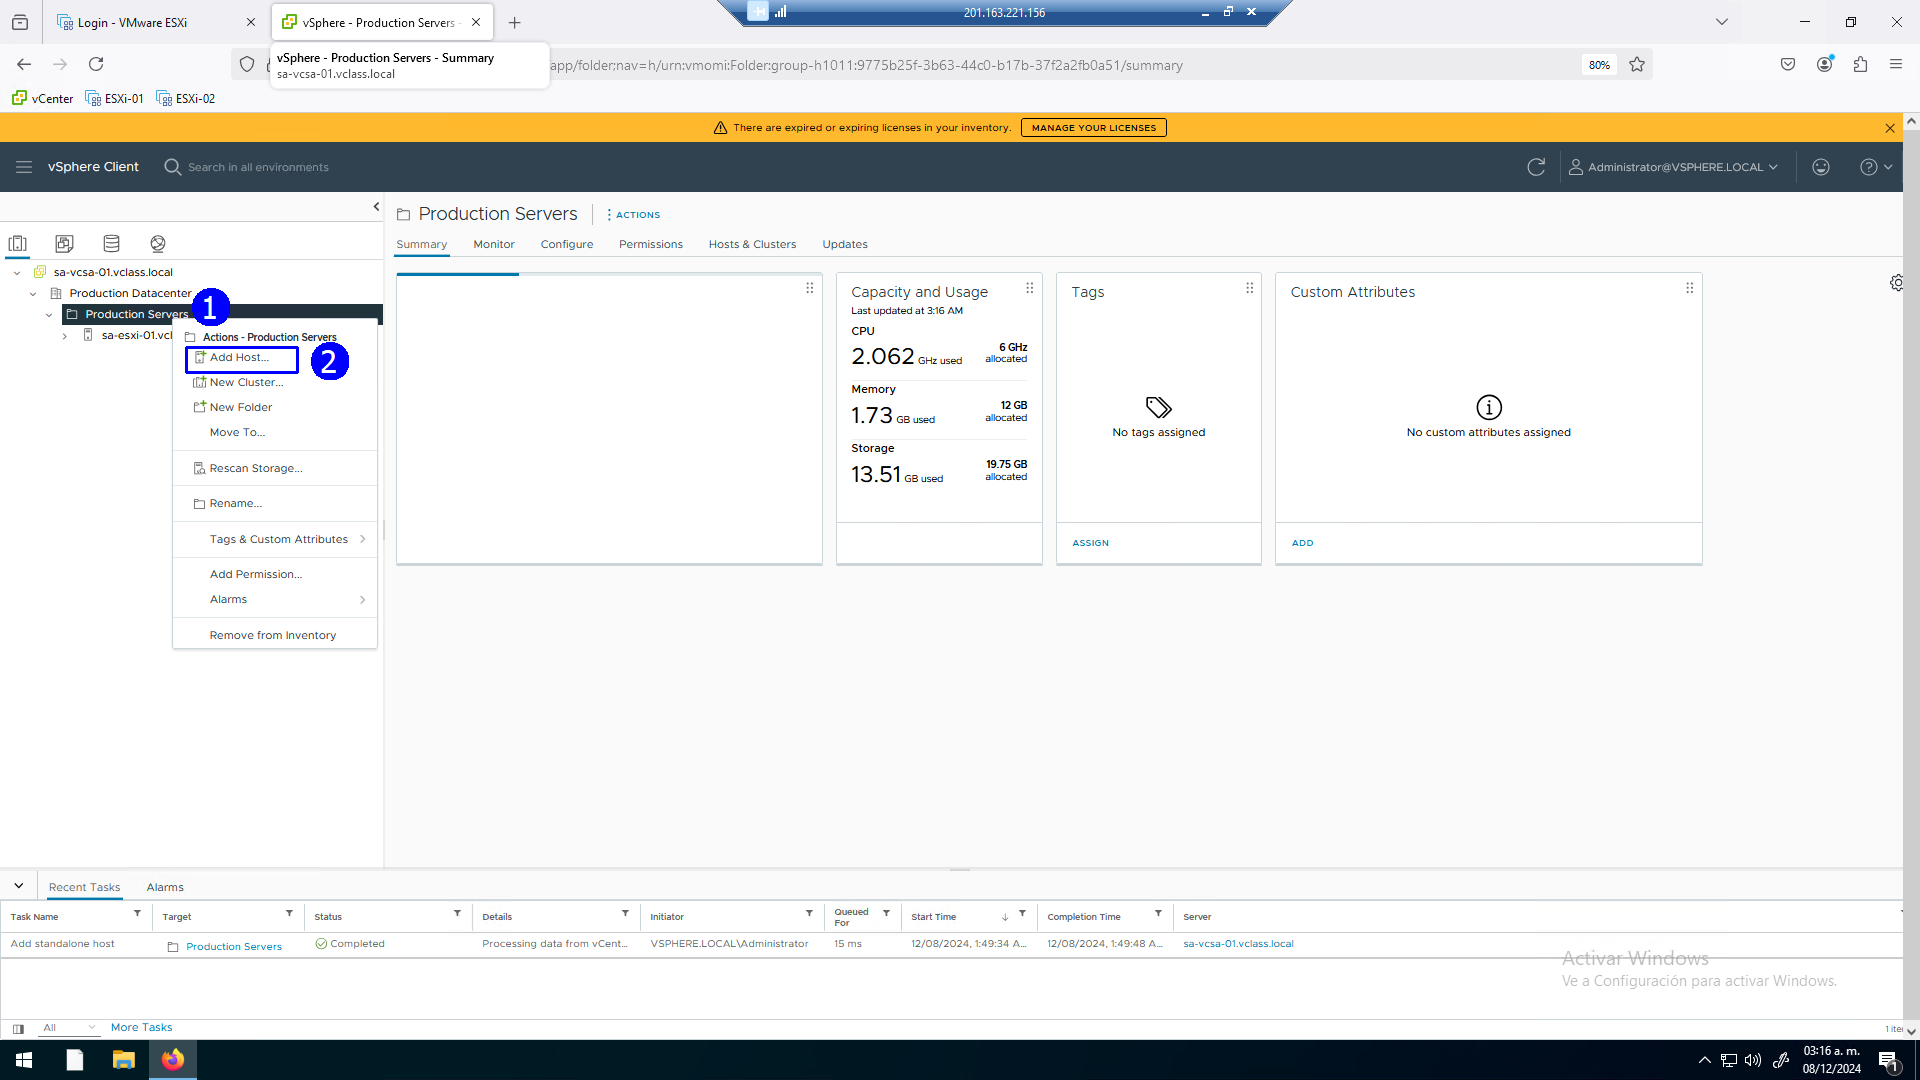 Login - VMware ESXi
vSphere - Production Servers -
201.163.221.156
vSphere - Production Servers - Summary
sa-vcsa-01.vclass.local
app/folder;nav=h/urn:vmomi:Folder:group-h1011:9775b25f-3b63-44c0-b17b-37f2a2fb0a51/summary
80%
vCenter
ESXi-01
ESXi-02
There are expired or expiring licenses in your inventory.
MANAGE YOUR LICENSES
vSphere Client
Search in all environments
Administrator@VSPHERE.LOCAL
sa-vcsa-01.vclass.local
Production Datacenter
Production Servers
1
sa-esxi-01.vcl
Actions - Production Servers
Add Host...
2
New Cluster...
New Folder
Move To...
Rescan Storage...
Rename...
Tags & Custom Attributes
Add Permission...
Alarms
Remove from Inventory
Production Servers
ACTIONS
Summary
Monitor
Configure
Permissions
Hosts & Clusters
Updates
Capacity and Usage
Last updated at 3:16 AM
CPU
2.062 GHz used
6 GHz
allocated
Memory
1.73 GB used
12 GB
allocated
Storage
13.51 GB used
19.75 GB
allocated
Tags
No tags assigned
ASSIGN
Custom Attributes
No custom attributes assigned
ADD
Recent Tasks
Alarms
Task Name
Target
Status
Details
Initiator
Queued
For
Start Time
Completion Time
Server
Add standalone host
Production Servers
Completed
Processing data from vCent...
VSPHERE.LOCAL\Administrator
15 ms
12/08/2024, 1:49:34 A...
12/08/2024, 1:49:48 A...
sa-vcsa-01.vclass.local
Activar Windows
Ve a Configuración para activar Windows.
All
More Tasks
1 ite
03:16 a. m.
08/12/2024
1